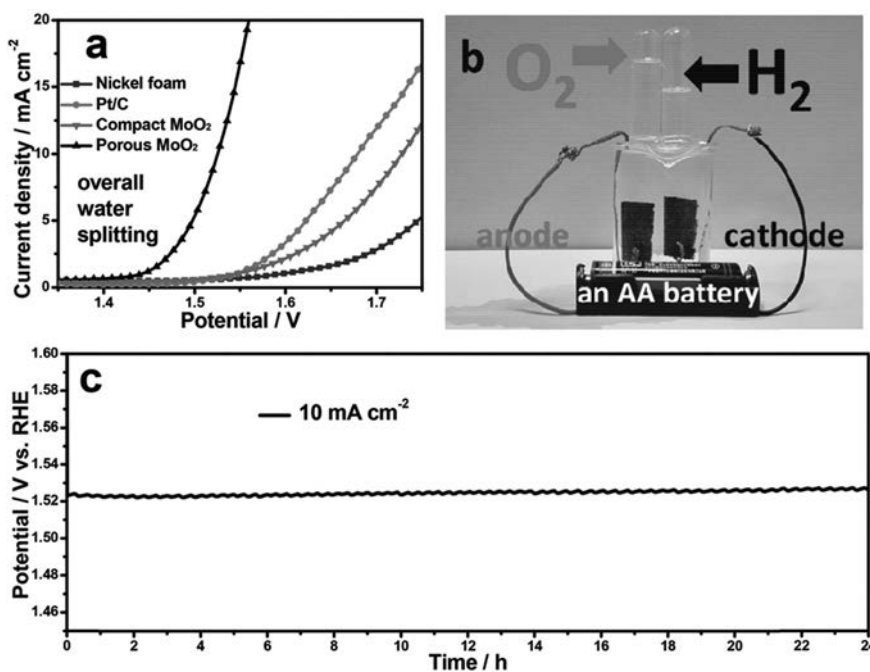 a
20
15
10
5
0
Current density / mA cm⁻²
Nickel foam
Pt/C
Compact MoO₂
Porous MoO₂
overall
water
splitting
1.4 1.5 1.6 1.7
Potential / V
b
O₂ H₂
anode cathode
an AA battery
c
1.60
1.58
1.56
1.54
1.52
1.50
1.48
1.46
Potential / V vs. RHE
10 mA cm⁻²
0 2 4 6 8 10 12 14 16 18 20 22 24
Time / h